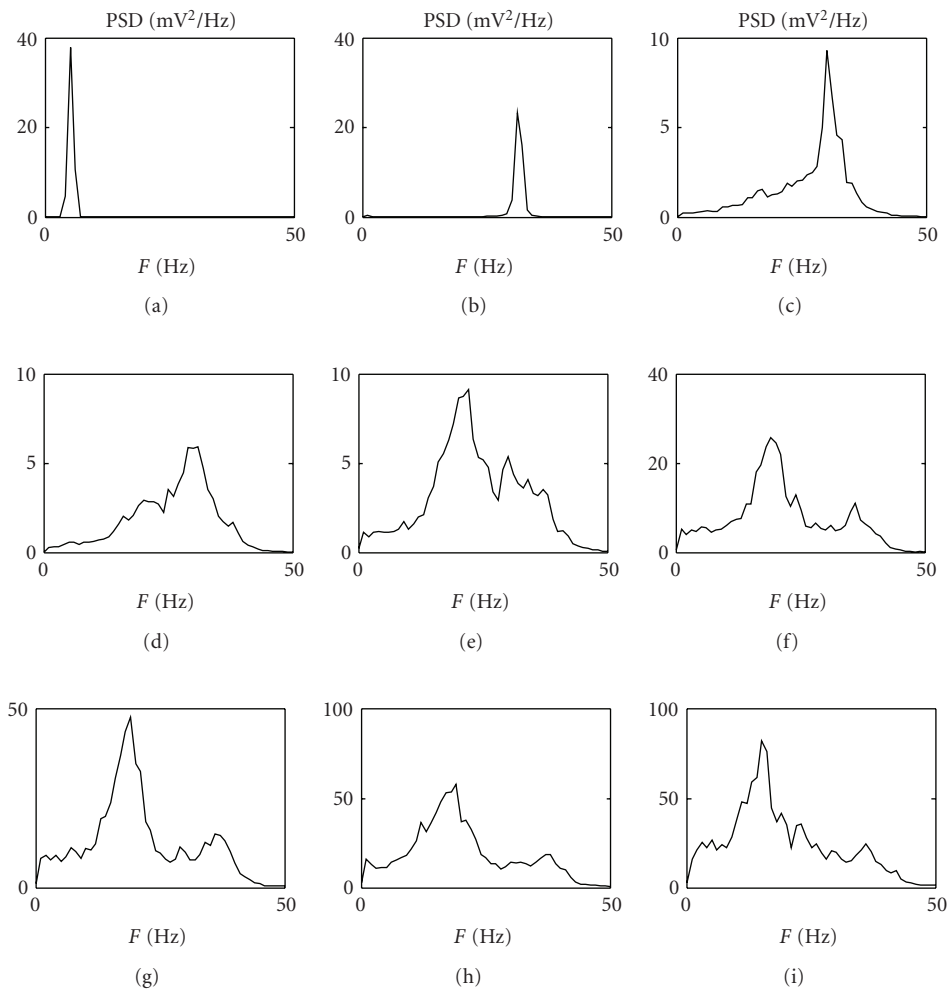 PSD (mV²/Hz) PSD (mV²/Hz) PSD (mV²/Hz)
40 40 10
20 20 5
0 0 0
0 50 0 50 0 50
F (Hz) F (Hz) F (Hz)
(a) (b) (c)
10 10 40
5 5 20
0 0 0
0 50 0 50 0 50
F (Hz) F (Hz) F (Hz)
(d) (e) (f)
50 100 100
50 50
0 0 0
0 50 0 50 0 50
F (Hz) F (Hz) F (Hz)
(g) (h) (i)